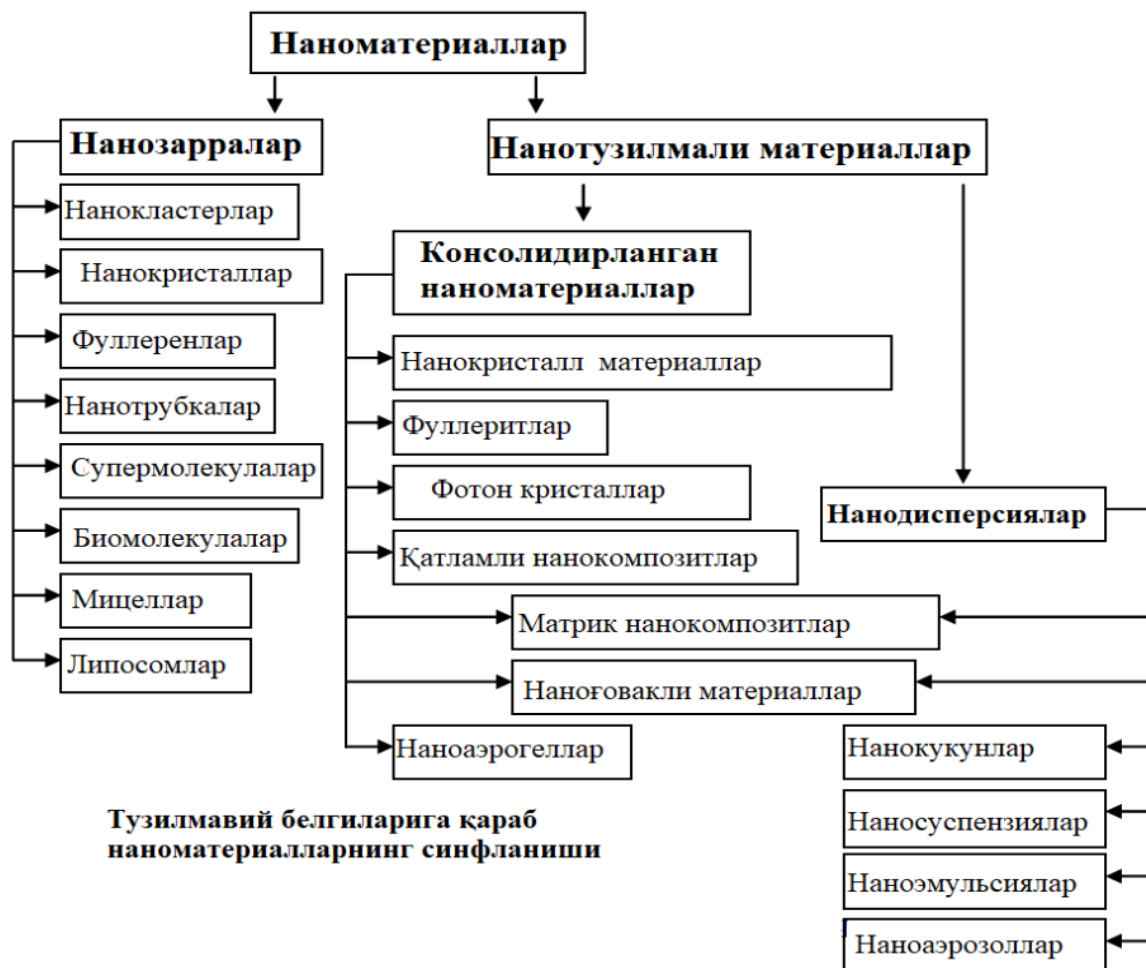 Наноматериаллар
Нанозарралар
Нанотузилмали материаллар
Нанокластерлар
Нанокристаллар
Фуллеренлар
Нанотрубкалар
Супермолекулалар
Биомолекулалар
Мицеллар
Липосомлар
Консолидирланган
наноматериаллар
Нанокристалл материаллар
Фуллеритлар
Фотон кристаллар
Қатламли нанокомпозитлар
Матрик нанокомпозитлар
Наноғовакли материаллар
Наноаэрогеллар
Нанодисперсиялар
Нанокукунлар
Наносуспензиялар
Наноэмульсиялар
Наноаэрозоллар
Тузилмавий белгиларига қараб
наноматериалларнинг синфланиши